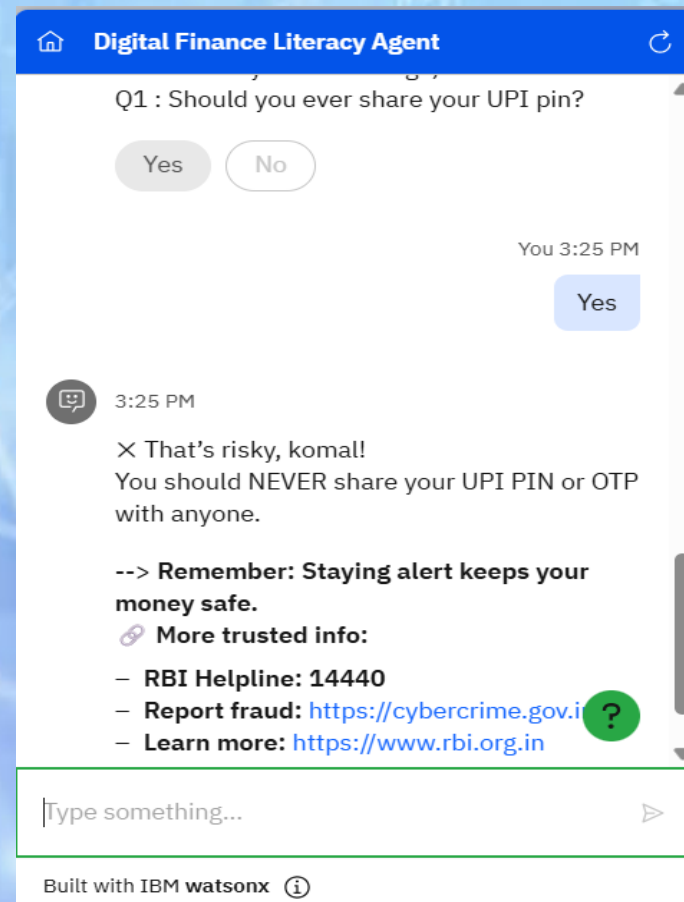 Digital Finance Literacy Agent
Q1 : Should you ever share your UPI pin?
Yes
No
You 3:25 PM
Yes
3:25 PM
× That's risky, komal!
You should NEVER share your UPI PIN or OTP
with anyone.
--> Remember: Staying alert keeps your
money safe.
🔗 More trusted info:
– RBI Helpline: 14440
– Report fraud: https://cybercrime.gov.i
?
– Learn more: https://www.rbi.org.in
Type something...
Built with IBM watsonx